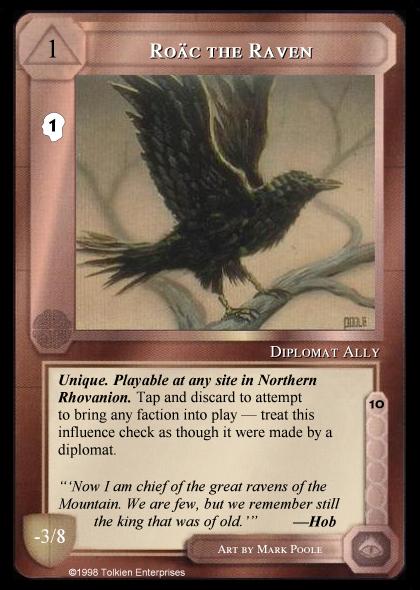 1
Roäc the Raven
1
POOLE
Diplomat Ally
Unique. Playable at any site in Northern
Rhovanion. Tap and discard to attempt
to bring any faction into play — treat this
influence check as though it were made by a
diplomat.
10
“‘Now I am chief of the great ravens of the
Mountain. We are few, but we remember still
the king that was of old.’” —Hob
-3/8
Art by Mark Poole
©1998 Tolkien Enterprises